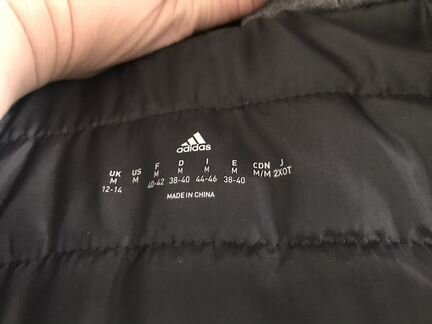 adidas
UK US F D I E CDN J
M M M M M M M/M 2XOT
12-14 40-42 38-40 44-46 38-40
MADE IN CHINA